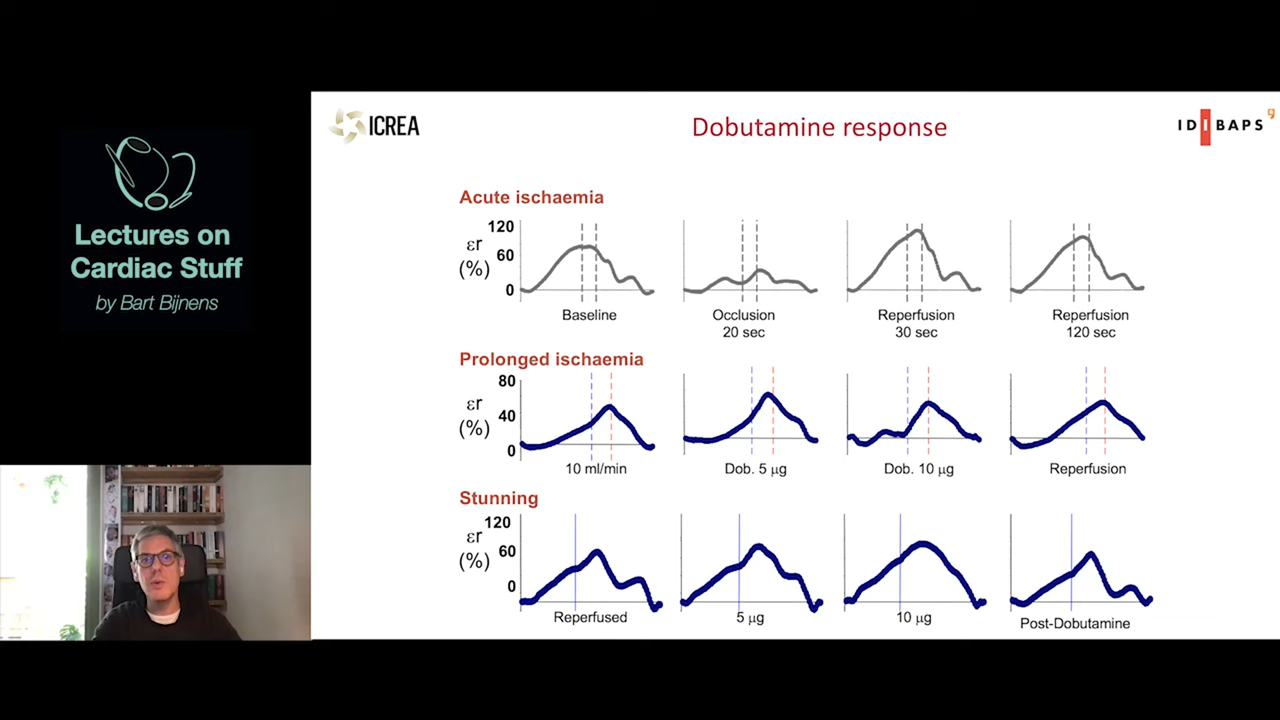 Lectures on
Cardiac Stuff
by Bart Bijnens
ICREA
Dobutamine response
IDIBAPS
Acute ischaemia
εr
(%)
120
60
0
Baseline
Occlusion
20 sec
Reperfusion
30 sec
Reperfusion
120 sec
Prolonged ischaemia
εr
(%)
80
40
0
10 ml/min
Dob. 5 µg
Dob. 10 µg
Reperfusion
Stunning
εr
(%)
120
60
0
Reperfused
5 µg
10 µg
Post-Dobutamine